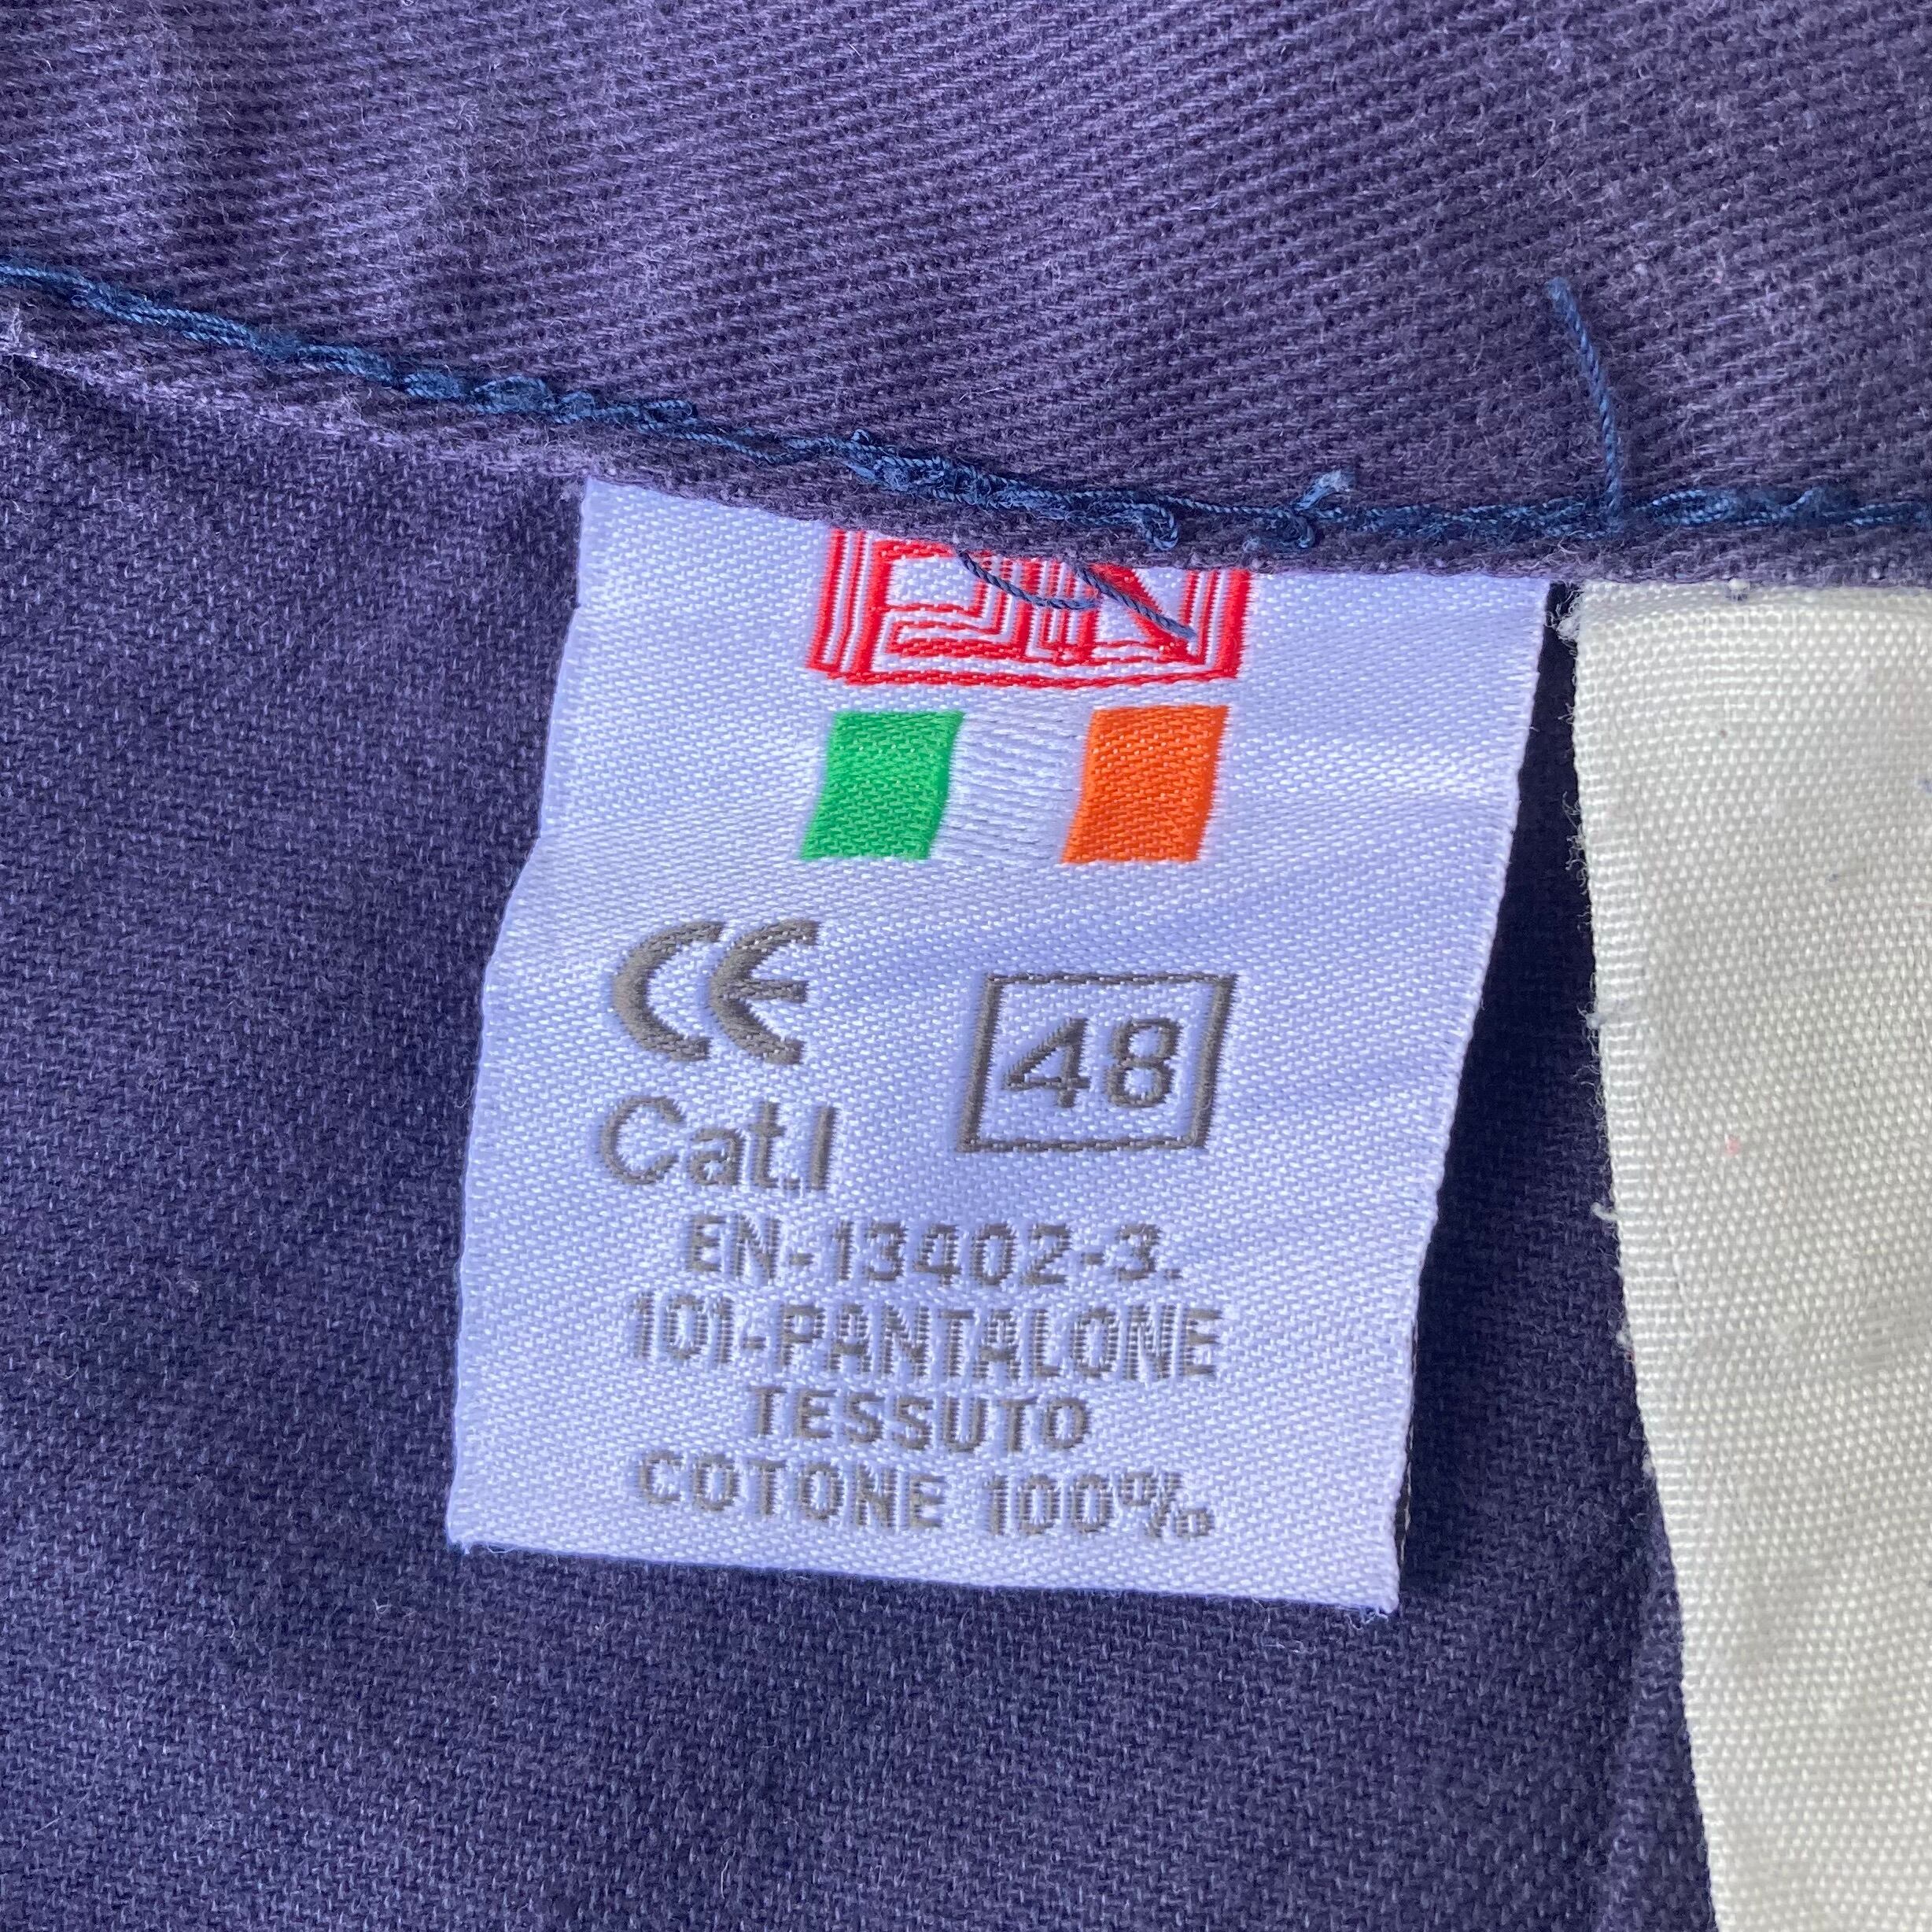 CE
48
Cat.I
EN-13402-3.
101-PANTALONE
TESSUTO
COTONE 100%